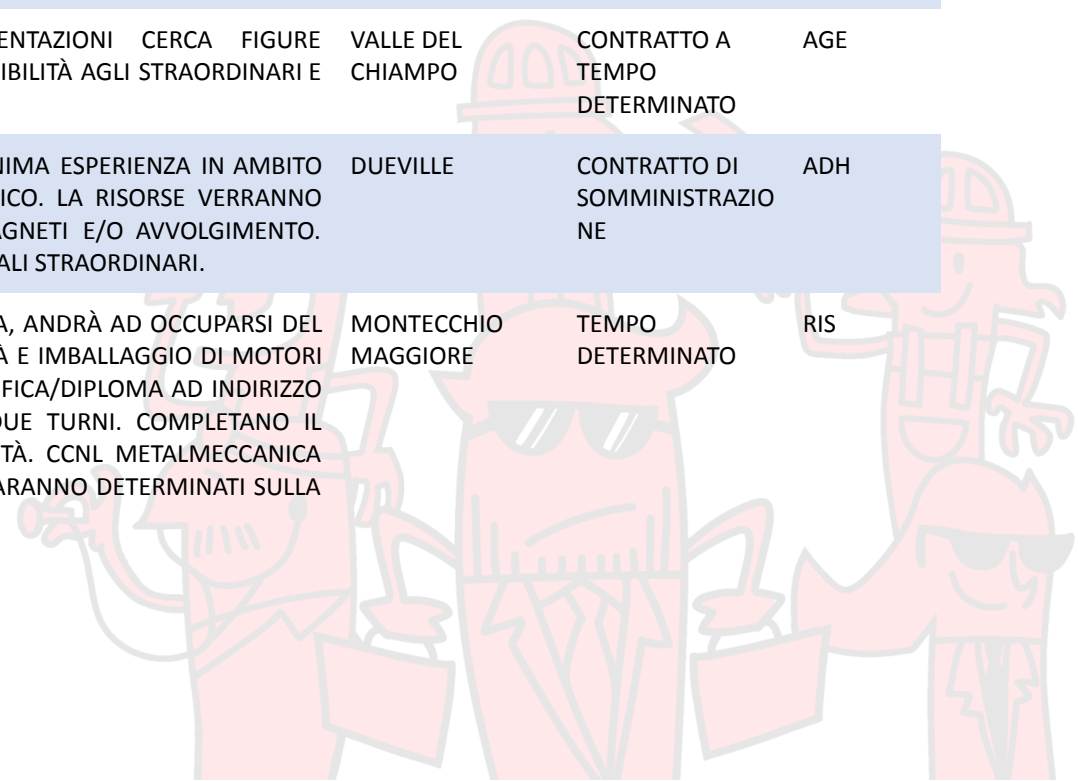 ENTAZIONI CERCA FIGURE
IBILITÀ AGLI STRAORDINARI E
VALLE DEL
CHIAMPO
CONTRATTO A
TEMPO
DETERMINATO
AGE
NIMA ESPERIENZA IN AMBITO
ICO. LA RISORSE VERRANNO
AGNETI E/O AVVOLGIMENTO.
ALI STRAORDINARI.
DUEVILLE
CONTRATTO DI
SOMMINISTRAZIO
NE
ADH
A, ANDRÀ AD OCCUPARSI DEL
À E IMBALLAGGIO DI MOTORI
FICA/DIPLOMA AD INDIRIZZO
DUE TURNI. COMPLETANO IL
TÀ. CCNL METALMECCANICA
ARANNO DETERMINATI SULLA
MONTECCHIO
MAGGIORE
TEMPO
DETERMINATO
RIS